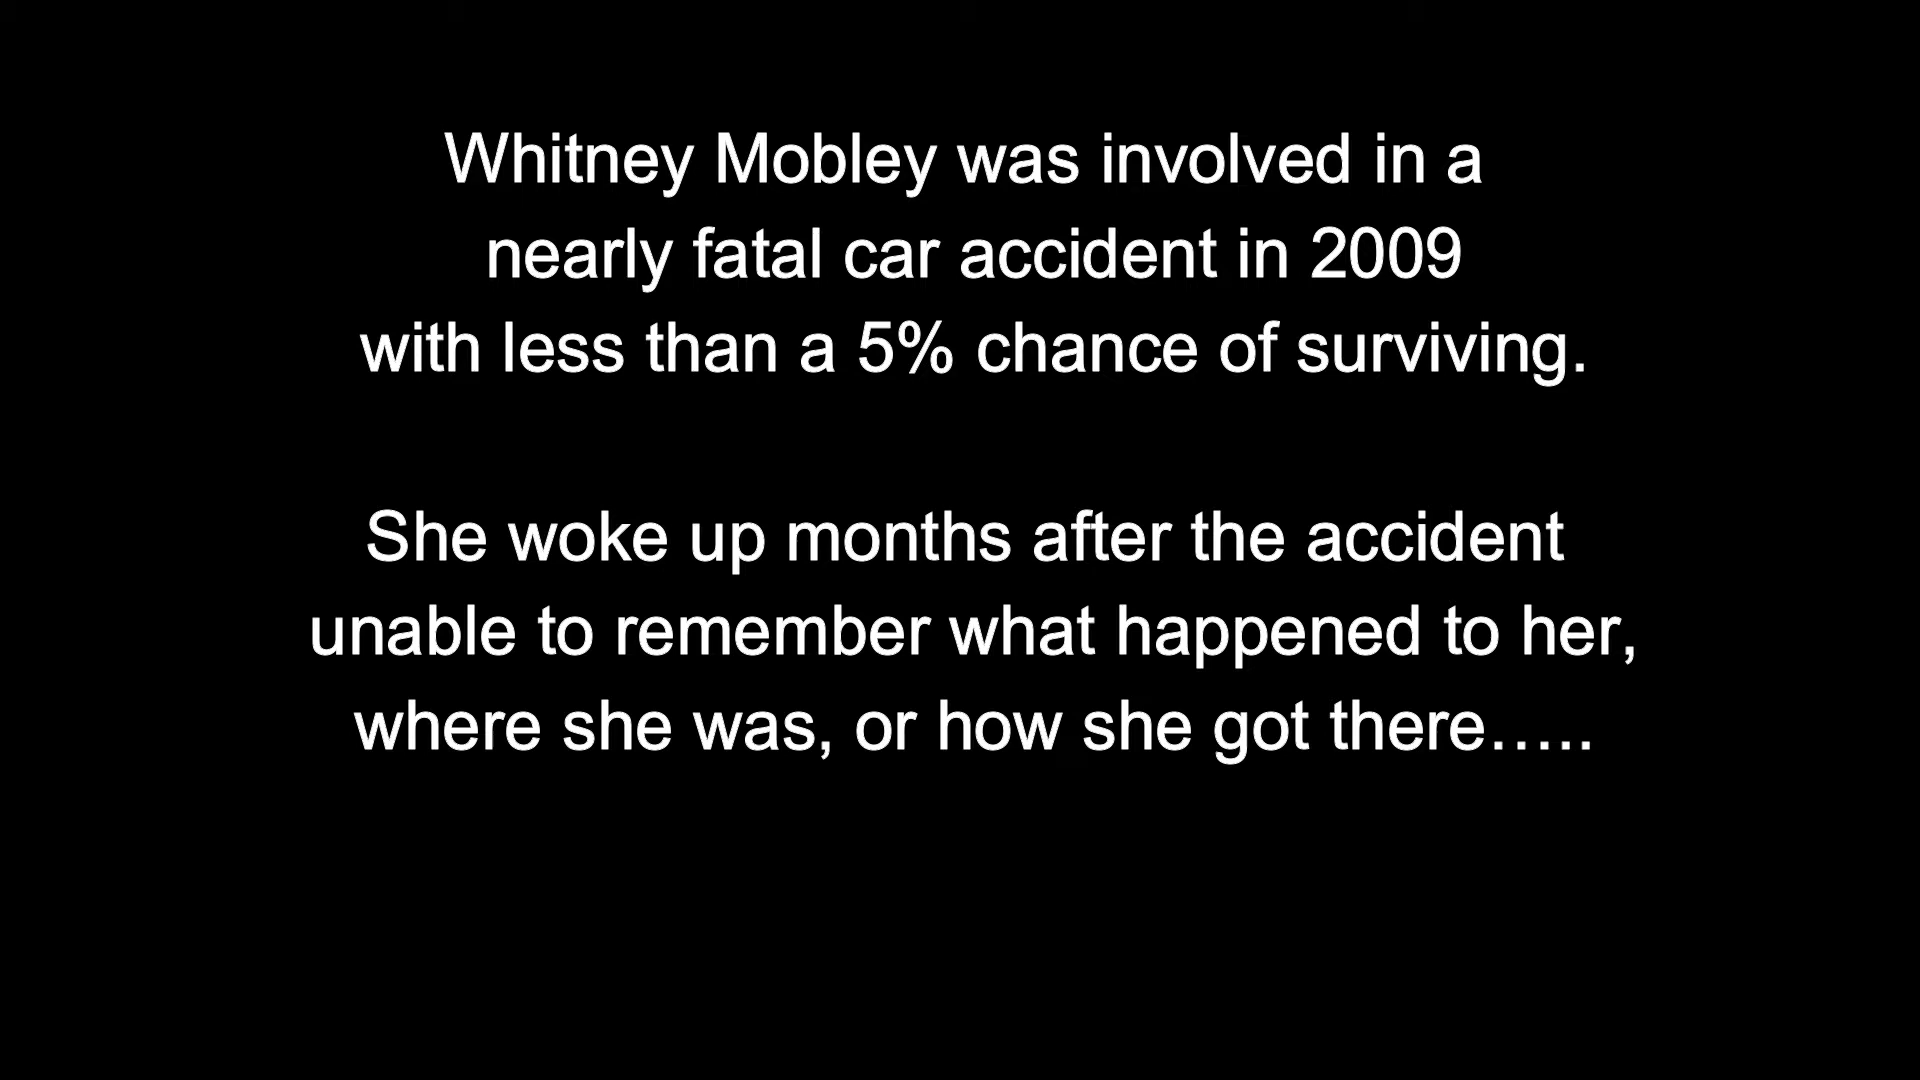 Whitney Mobley was involved in a
nearly fatal car accident in 2009
with less than a 5% chance of surviving.
She woke up months after the accident
unable to remember what happened to her,
where she was, or how she got there…..